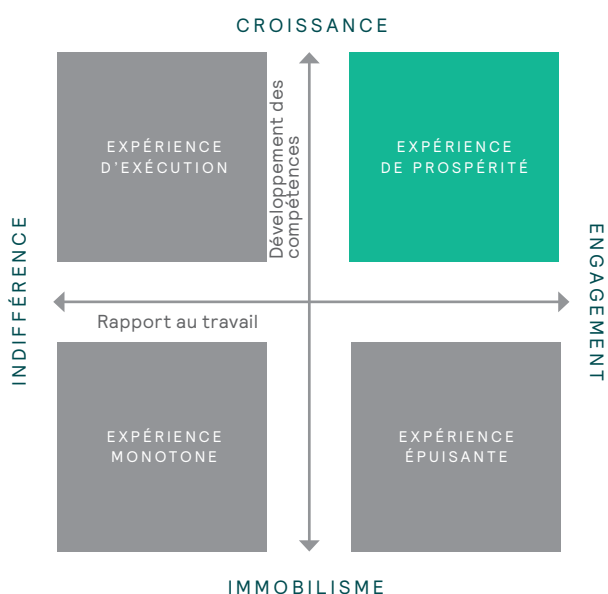 CROISSANCE
EXPÉRIENCE
D'EXÉCUTION
Développement des
compétences
EXPÉRIENCE
DE PROSPÉRITÉ
INDIFFÉRENCE
ENGAGEMENT
Rapport au travail
EXPÉRIENCE
MONOTONE
EXPÉRIENCE
ÉPUISANTE
IMMOBILISME